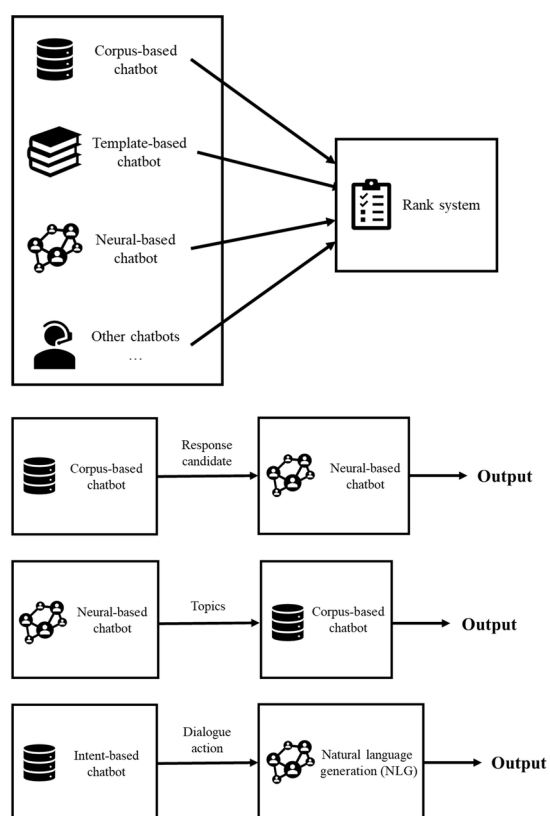 Corpus-based
chatbot
Template-based
chatbot
Neural-based
chatbot
Other chatbots
...
Rank system
Corpus-based
chatbot
Response
candidate
Neural-based
chatbot
Output
Neural-based
chatbot
Topics
Corpus-based
chatbot
Output
Intent-based
chatbot
Dialogue
action
Natural language
generation (NLG)
Output